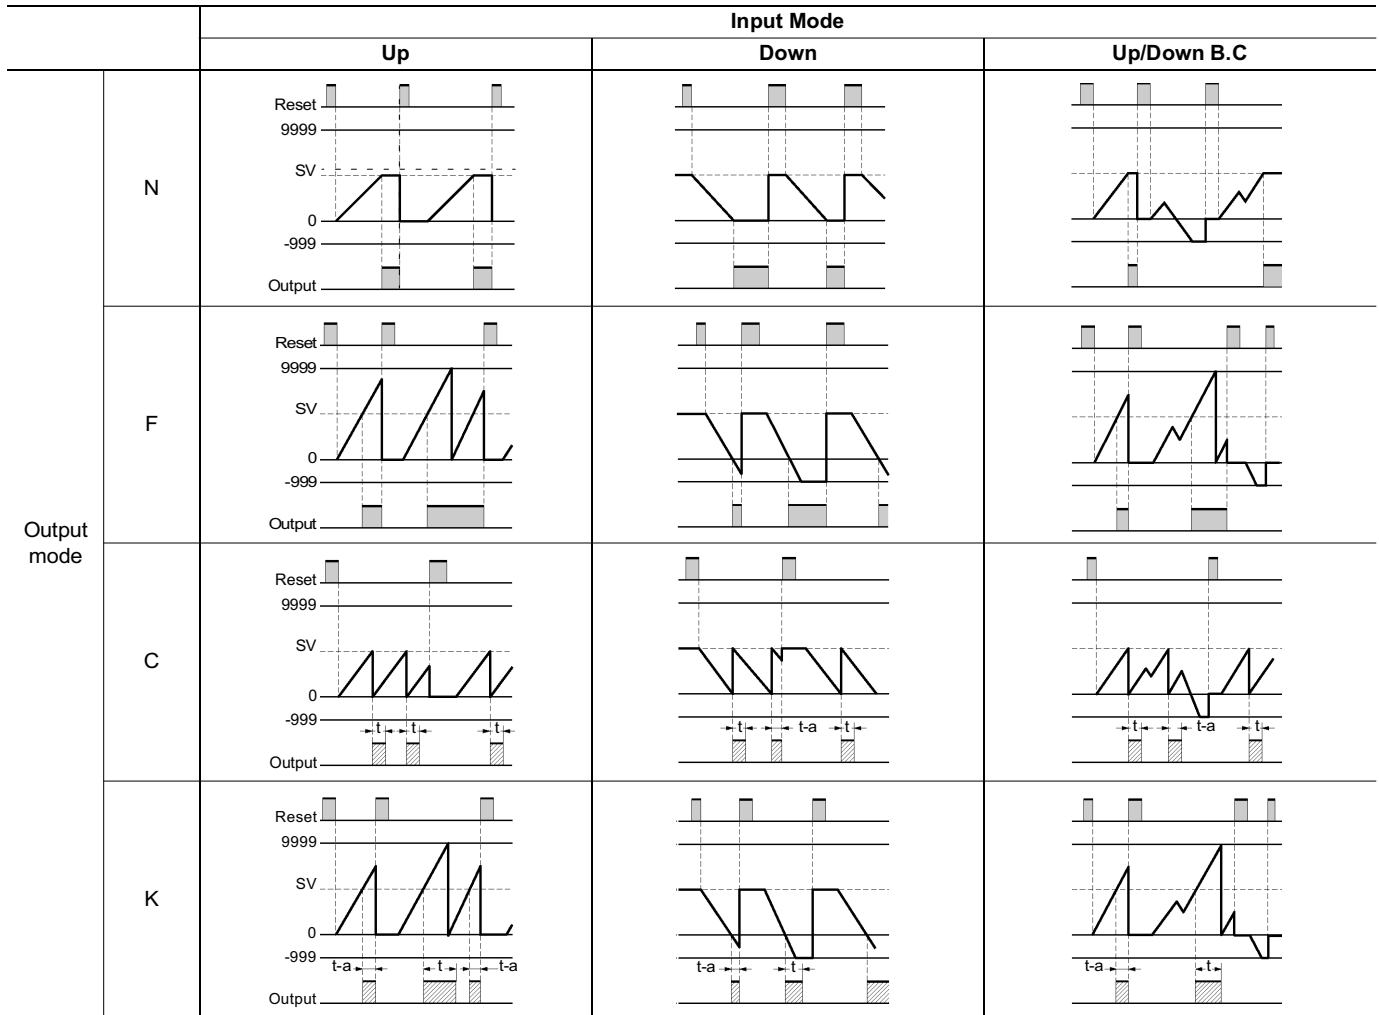 Input Mode
Up Down Up/Down B.C
Output mode
N
Reset
9999
SV
0
-999
Output
F
Reset
9999
SV
0
-999
Output
C
Reset
9999
SV
0
-999
t t t
Output
t t-a t
t t-a t
K
Reset
9999
SV
0
-999
t-a t t-a
Output
t-a t
t-a t